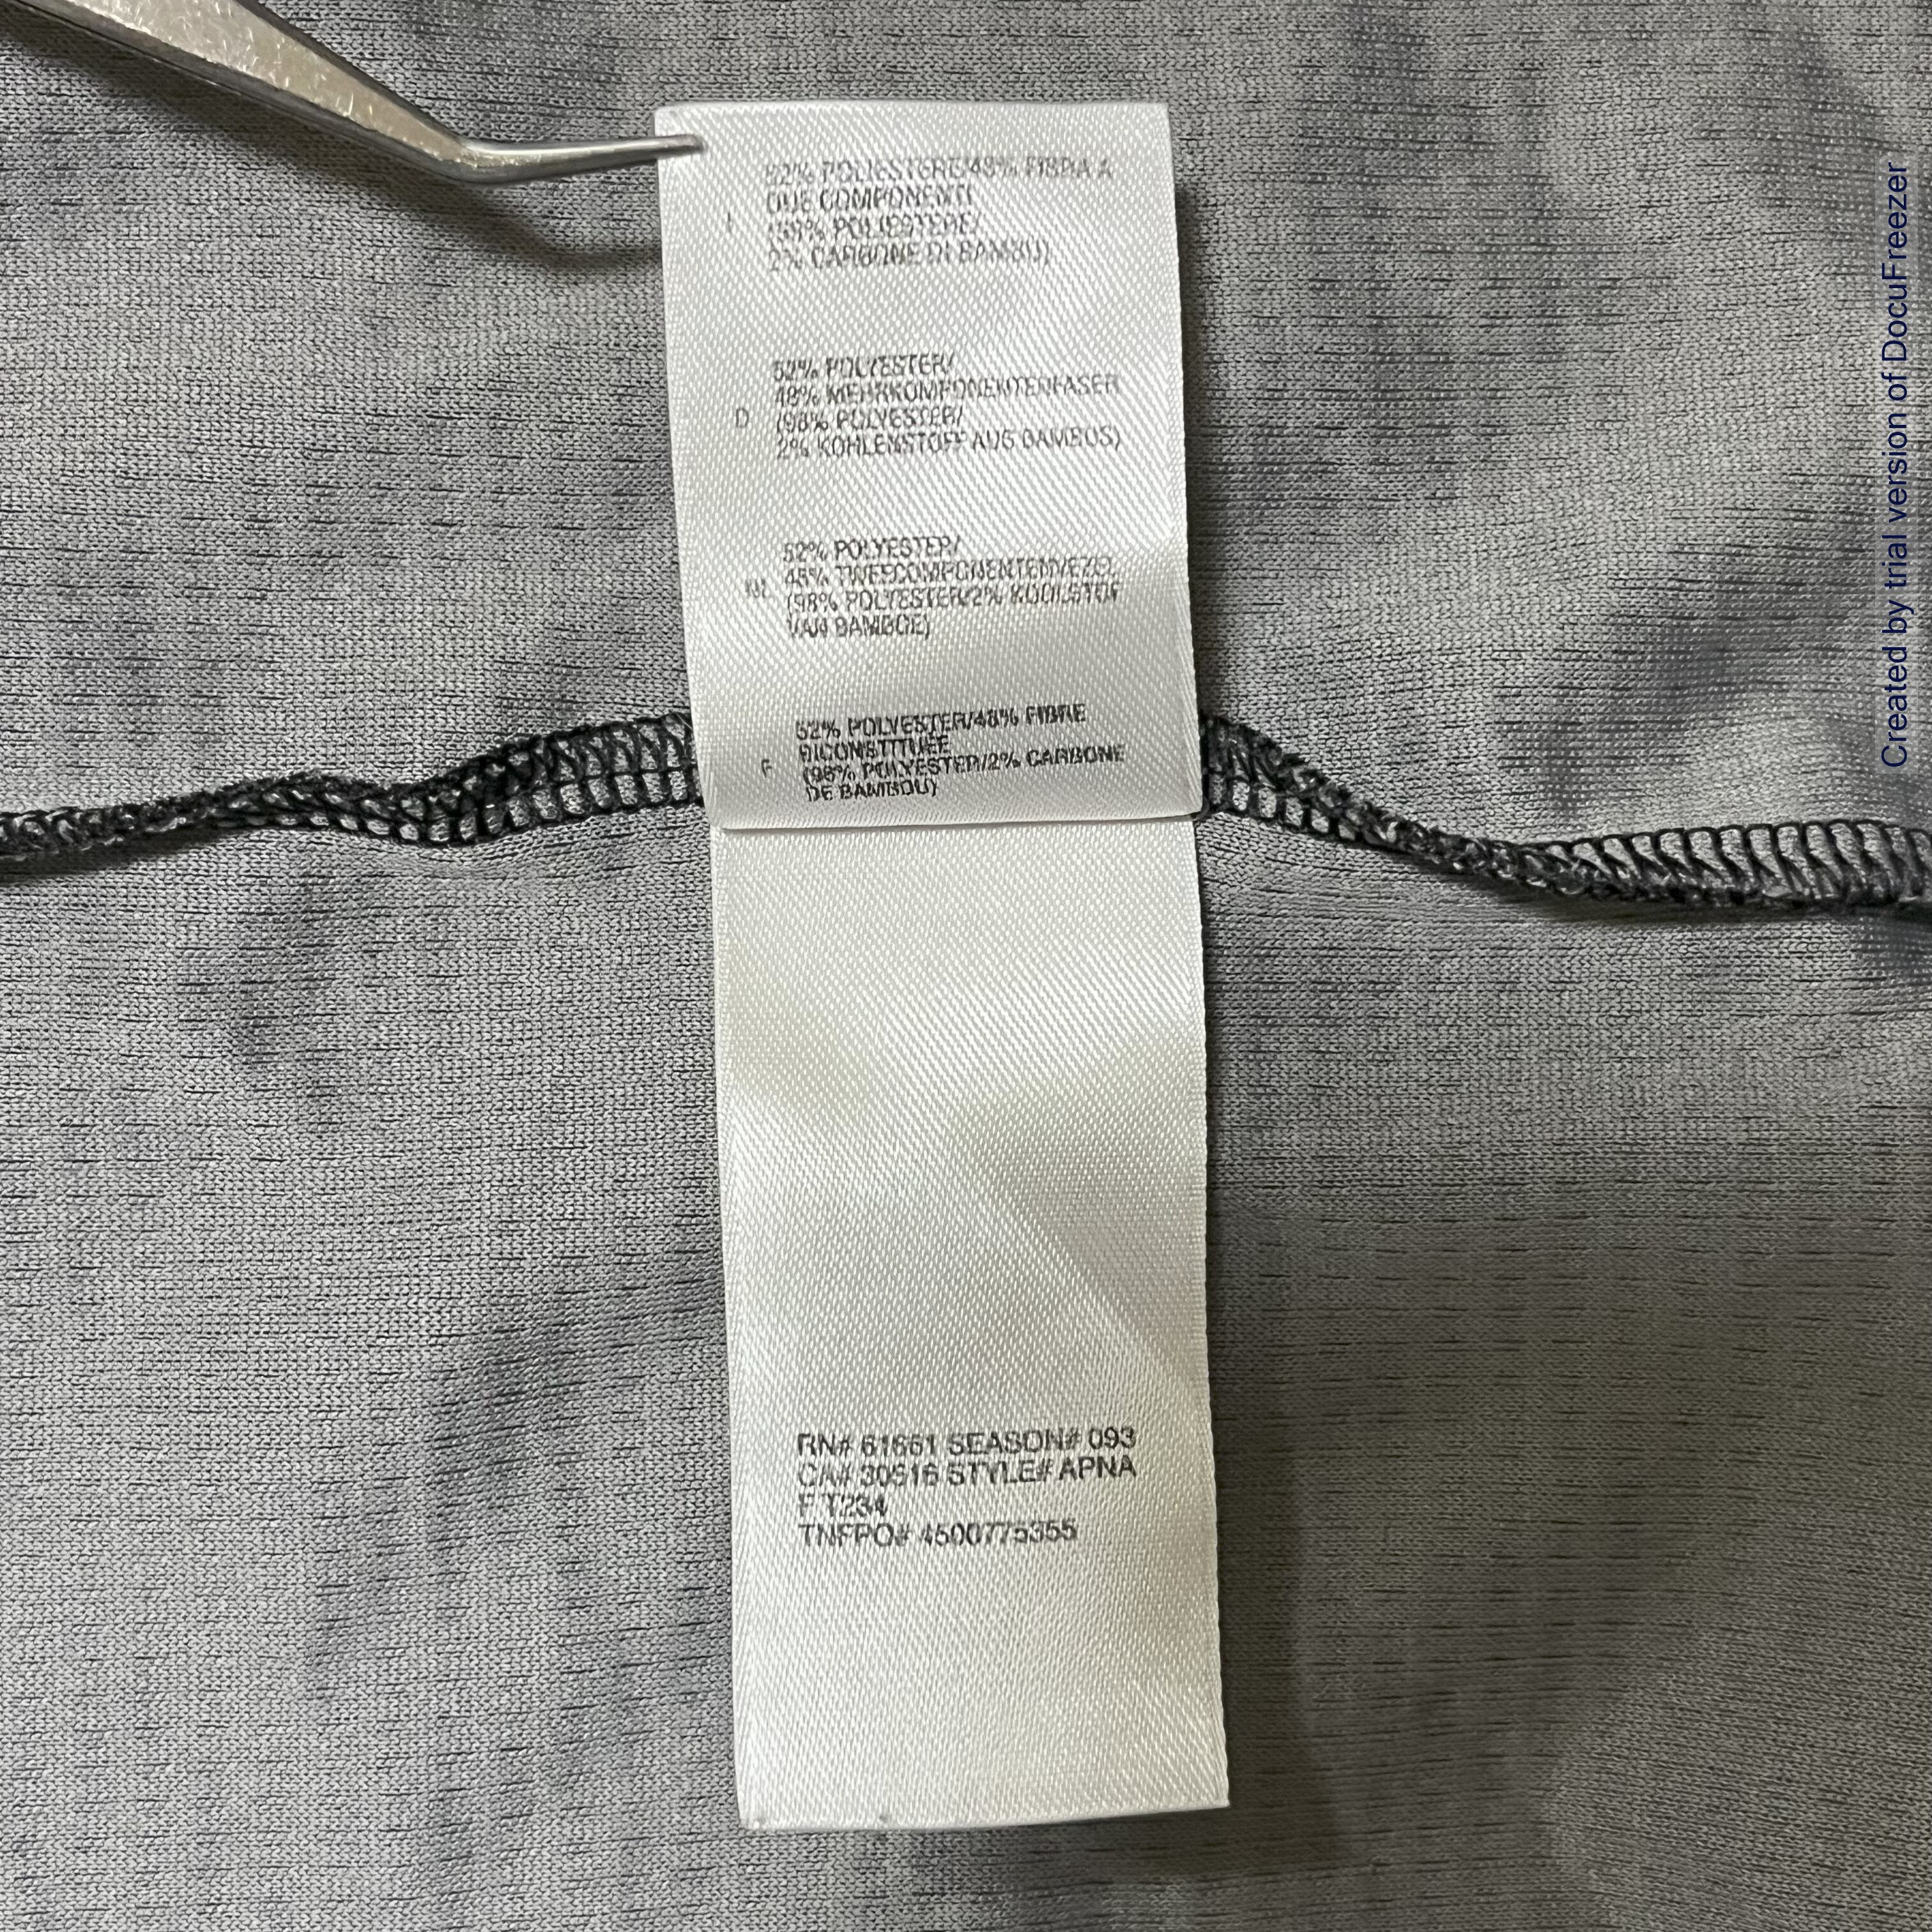 52% POLIESTERE/48% FIBRA A
DUE COMPONENTI
I
(98% POLIESTERE/
2% CARBONE DI BAMBU)
52% POLYESTER/
48% MEHRKOMPONENTENFASER
D
(98% POLYESTER/
2% KOHLENSTOFF AUS BAMBUS)
52% POLYESTER/
48% TWEECOMPONENTENVEZEL
NL
(98% POLYESTER/2% KOOLSTOF
VAN BAMBOE)
52% POLYESTER/48% FIBRE
BICONSTITUÉE
F
(98% POLYESTER/2% CARBONE
DE BAMBOU)
RN# 61661 SEASON# 093
CA# 30516 STYLE# APNA
F T234
TNFPO# 4500775355
Created by trial version of DocuFreezer